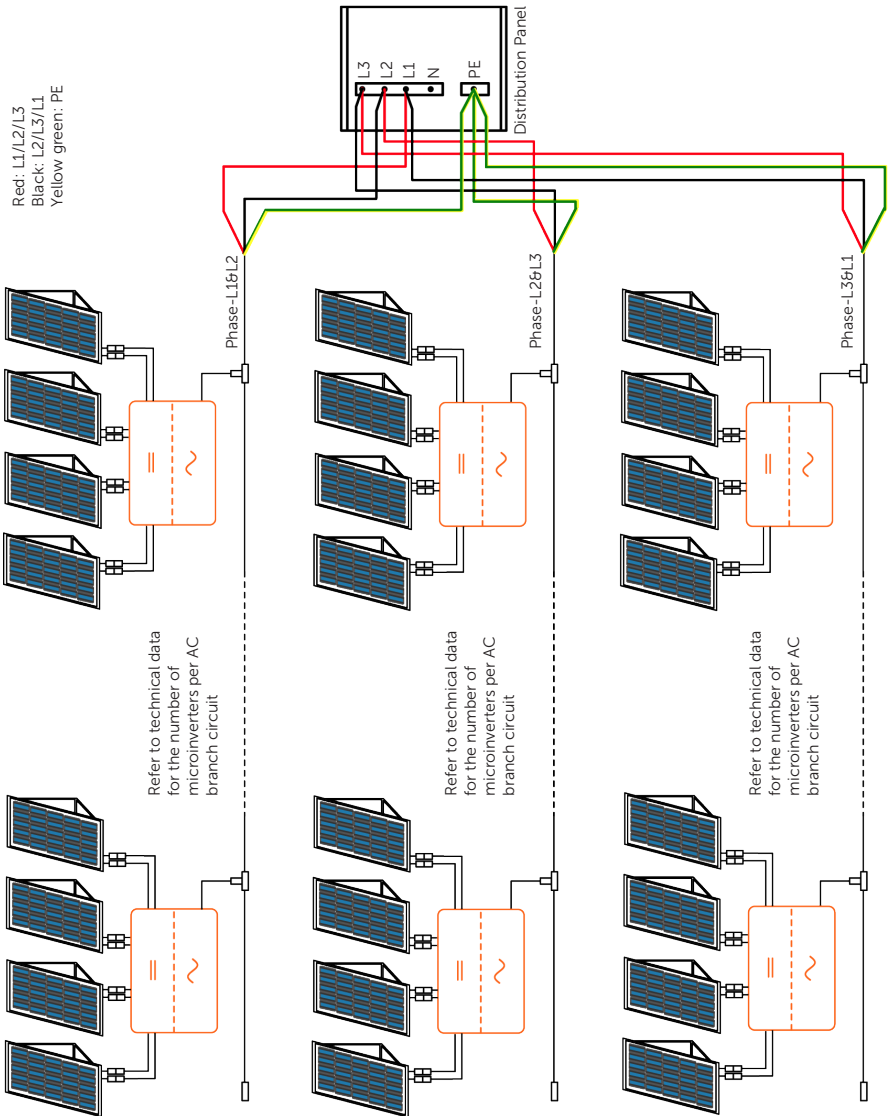 Red: L1/L2/L3
Black: L2/L3/L1
Yellow green: PE
L3
L2
L1
N
PE
Distribution Panel
Phase-L1&L2
Phase-L2&L3
Phase-L3&L1
Refer to technical data
for the number of
microinverters per AC
branch circuit
Refer to technical data
for the number of
microinverters per AC
branch circuit
Refer to technical data
for the number of
microinverters per AC
branch circuit